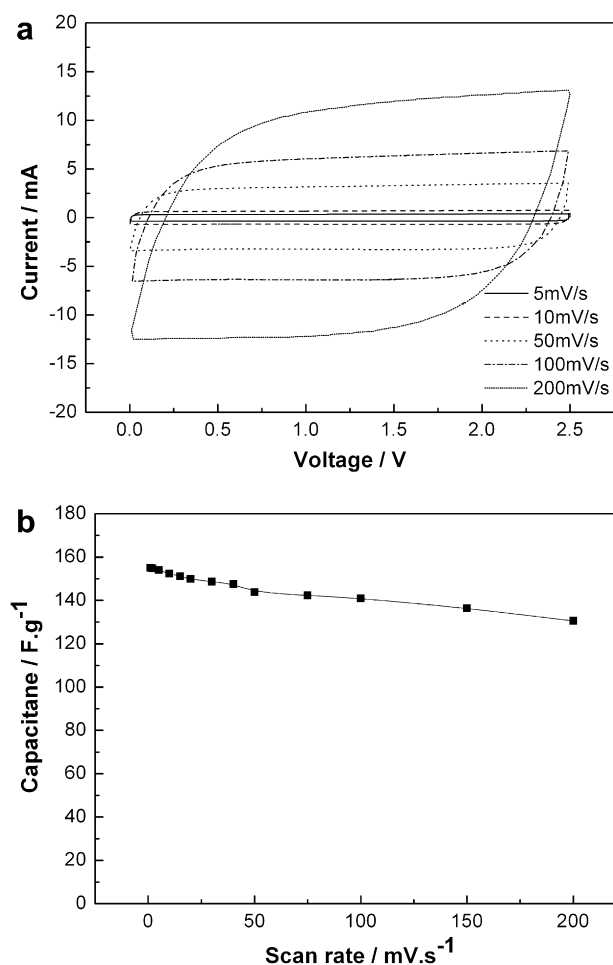 a
20
15
10
5
0
-5
-10
-15
-20
Current / mA
0.0 0.5 1.0 1.5 2.0 2.5
Voltage / V
5mV/s
10mV/s
50mV/s
100mV/s
200mV/s
b
180
160
140
120
100
80
60
40
20
0
Capacitane / F.g-1
0 50 100 150 200
Scan rate / mV.s-1